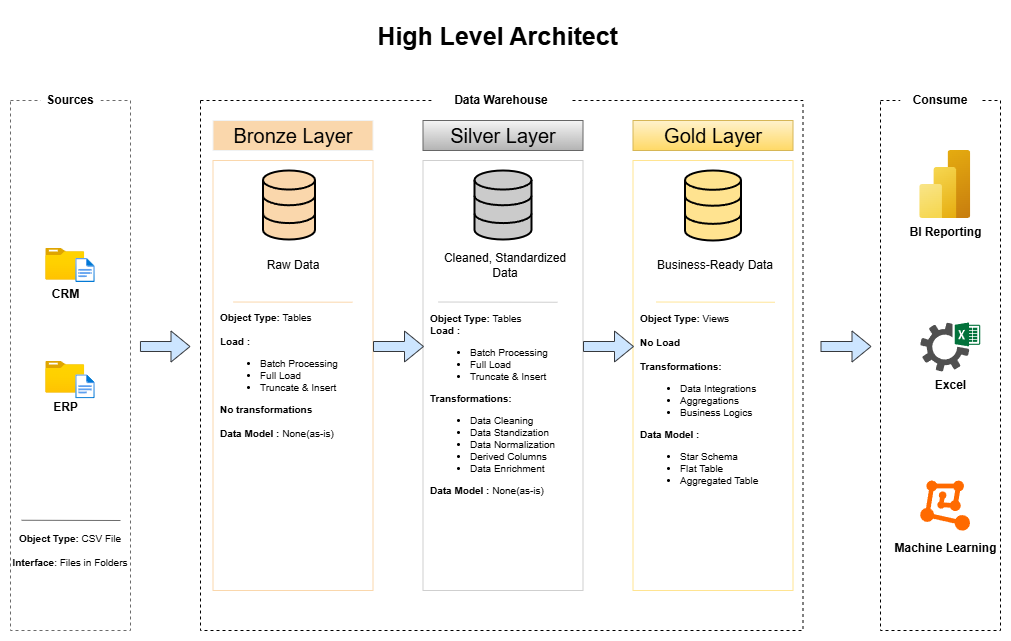 High Level Architect
Sources
CRM
ERP
Object Type: CSV File
Interface: Files in Folders
Data Warehouse
Bronze Layer
Raw Data
Object Type: Tables
Load :
Batch Processing
Full Load
Truncate & Insert
No transformations
Data Model : None(as-is)
Silver Layer
Cleaned, Standardized
Data
Object Type: Tables
Load :
Batch Processing
Full Load
Truncate & Insert
Transformations:
Data Cleaning
Data Standization
Data Normalization
Derived Columns
Data Enrichment
Data Model : None(as-is)
Gold Layer
Business-Ready Data
Object Type: Views
No Load
Transformations:
Data Integrations
Aggregations
Business Logics
Data Model :
Star Schema
Flat Table
Aggregated Table
Consume
BI Reporting
X
Excel
Machine Learning